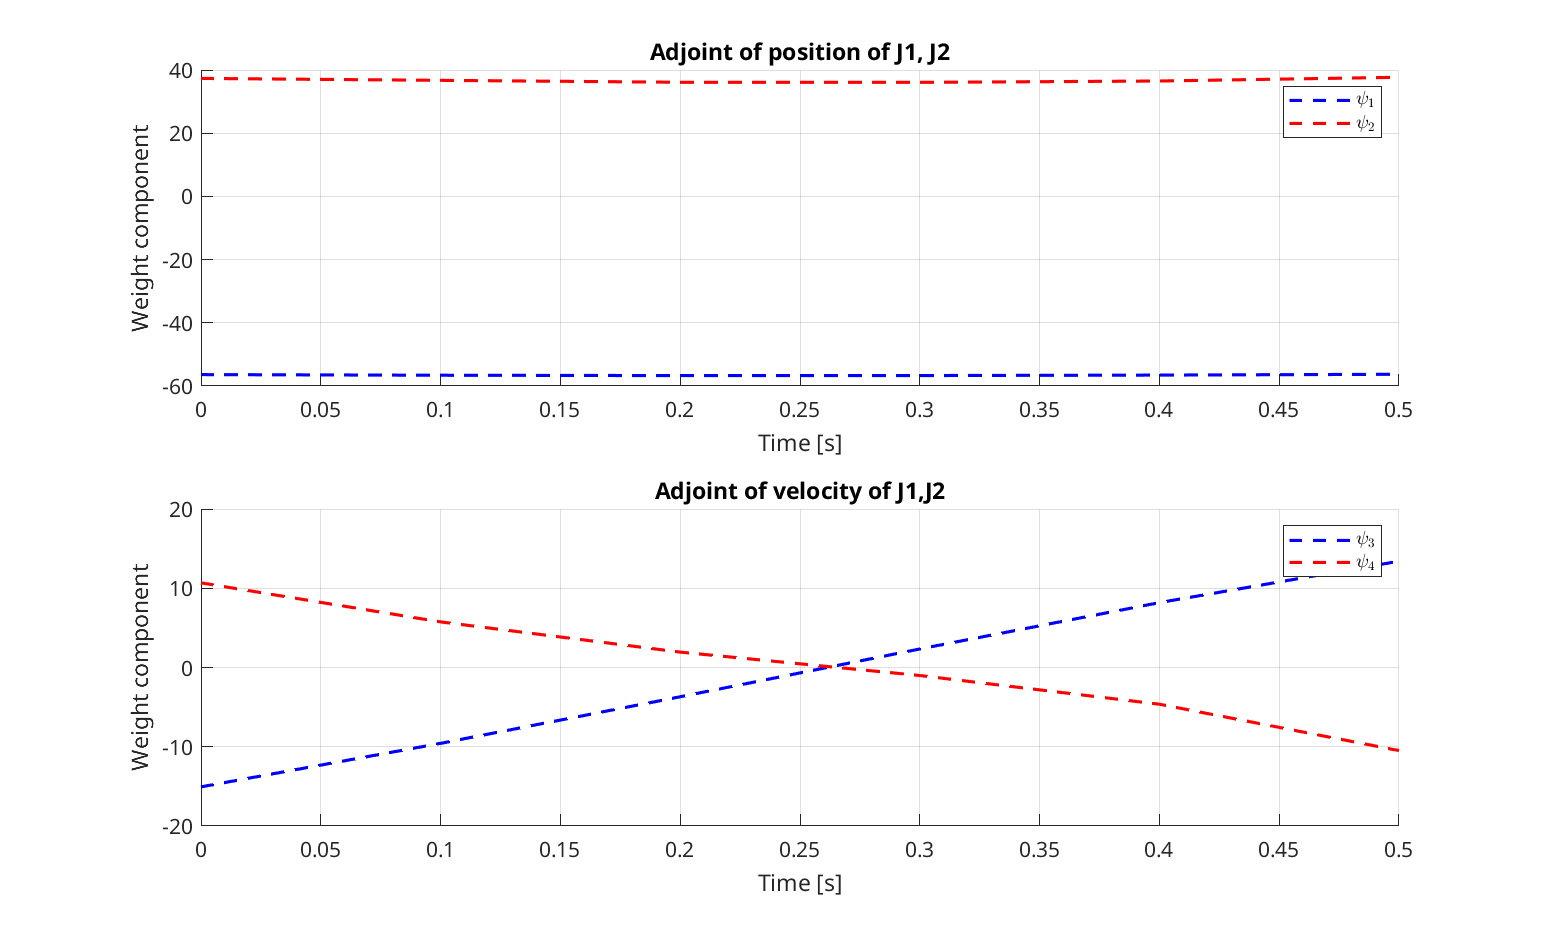 Adjoint of position of J1, J2
Weight component
40
20
0
-20
-40
-60
ψ1
ψ2
0 0.05 0.1 0.15 0.2 0.25 0.3 0.35 0.4 0.45 0.5
Time [s]
Adjoint of velocity of J1,J2
Weight component
20
10
0
-10
-20
ψ3
ψ4
0 0.05 0.1 0.15 0.2 0.25 0.3 0.35 0.4 0.45 0.5
Time [s]